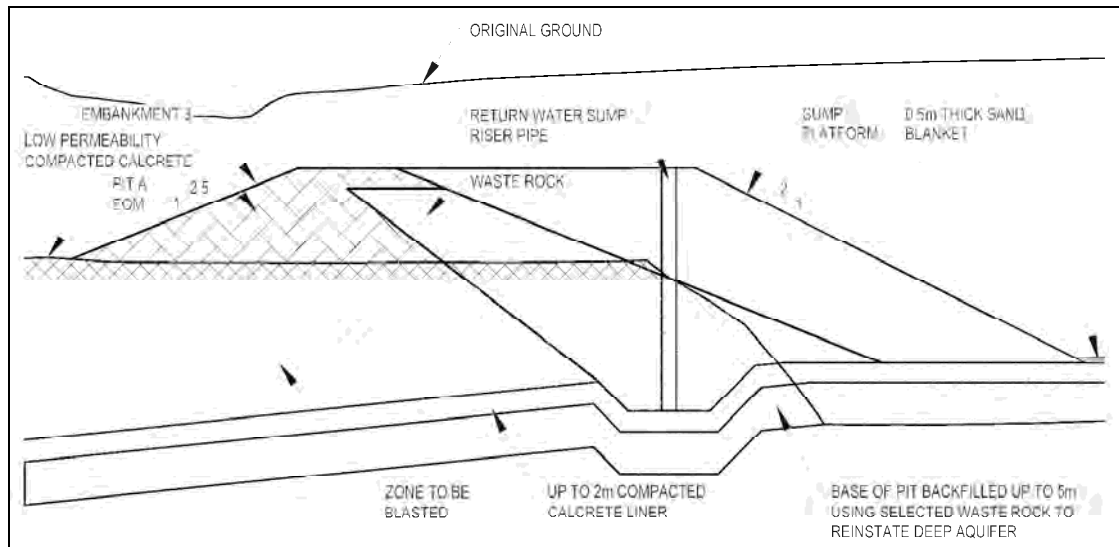 ORIGINAL GROUND
EMBANKMENT 3
RETURN WATER SUMP
RISER PIPE
SUMP
PLATFORM
0.5m THICK SAND
BLANKET
LOW PERMEABILITY
COMPACTED CALCRETE
PIT A
EOM
2.5
1
WASTE ROCK
2
1
ZONE TO BE
BLASTED
UP TO 2m COMPACTED
CALCRETE LINER
BASE OF PIT BACKFILLED UP TO 5m
USING SELECTED WASTE ROCK TO
REINSTATE DEEP AQUIFER